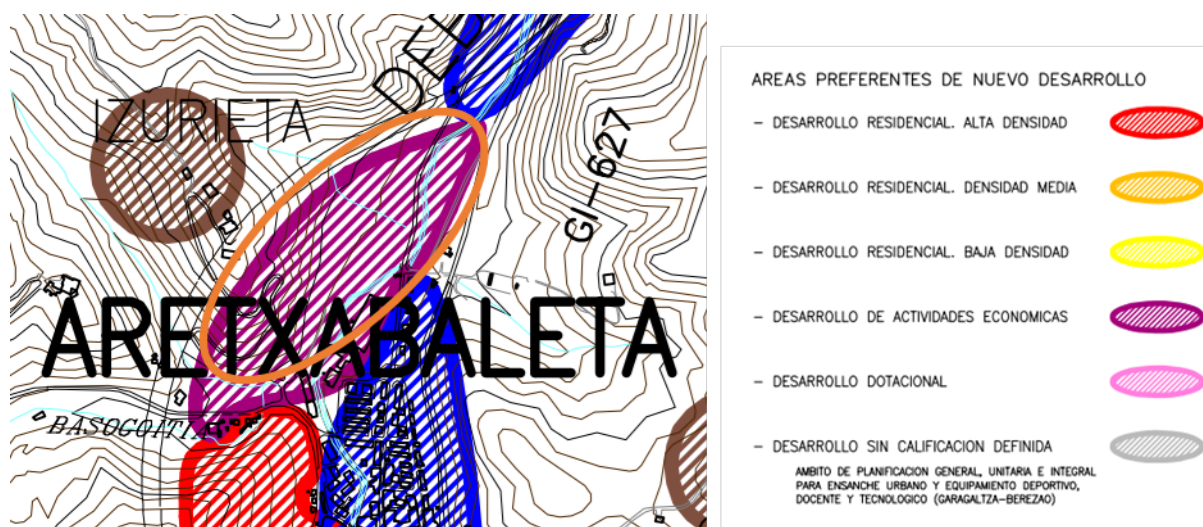 DEB
IZURIETA
GI-627
ARETXABALETA
BASOGOITIA
AREAS PREFERENTES DE NUEVO DESARROLLO
- DESARROLLO RESIDENCIAL. ALTA DENSIDAD
- DESARROLLO RESIDENCIAL. DENSIDAD MEDIA
- DESARROLLO RESIDENCIAL. BAJA DENSIDAD
- DESARROLLO DE ACTIVIDADES ECONOMICAS
- DESARROLLO DOTACIONAL
- DESARROLLO SIN CALIFICACION DEFINIDA
AMBITO DE PLANIFICACION GENERAL, UNITARIA E INTEGRAL
PARA ENSANCHE URBANO Y EQUIPAMIENTO DEPORTIVO,
DOCENTE Y TECNOLOGICO (GARAGALTZA-BEREZAO)